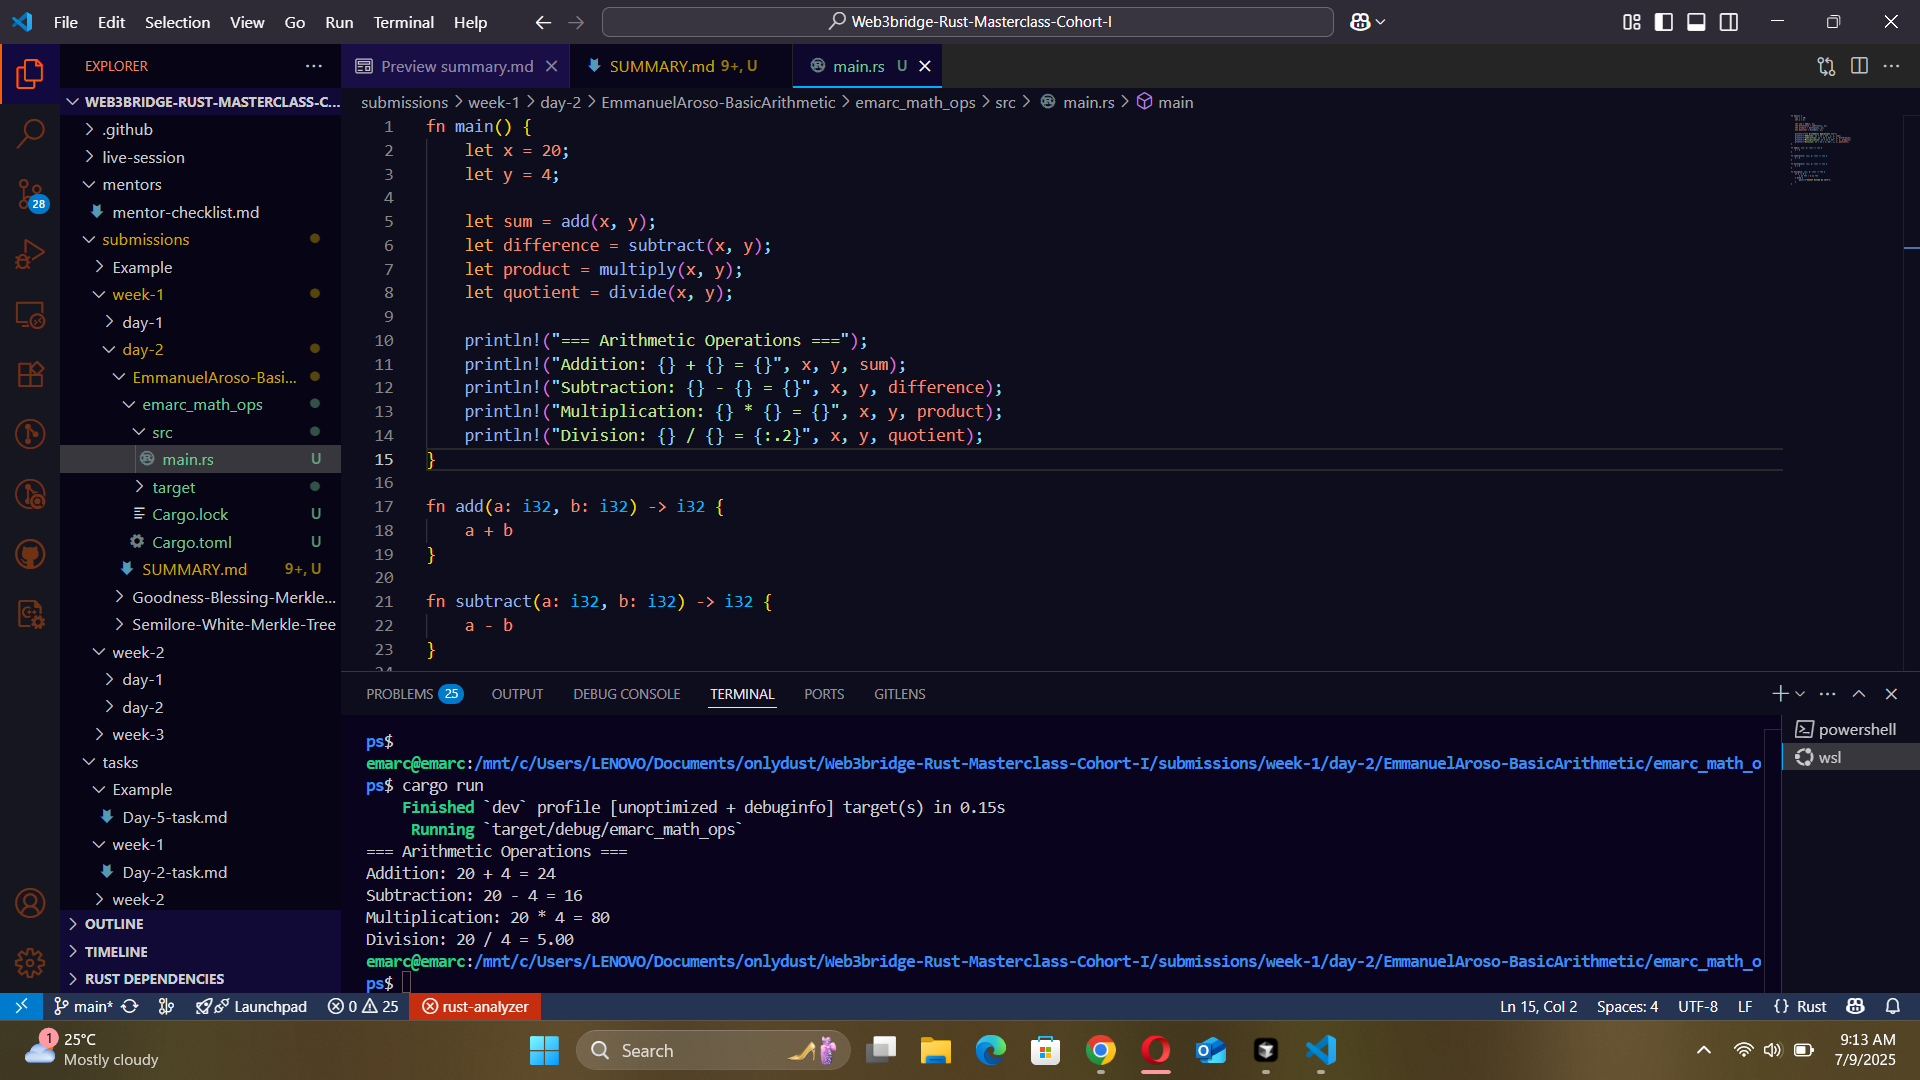 File Edit Selection View Go Run Terminal Help
Web3bridge-Rust-Masterclass-Cohort-I
EXPLORER
Preview summary.md
SUMMARY.md 9+, U
main.rs U
WEB3BRIDGE-RUST-MASTERCLASS-C...
submissions > week-1 > day-2 > EmmanuelAroso-BasicArithmetic > emarc_math_ops > src > main.rs > main
.github
live-session
mentors
mentor-checklist.md
28
submissions
Example
week-1
day-1
day-2
EmmanuelAroso-Basi...
emarc_math_ops
src
main.rs U
target
Cargo.lock U
Cargo.toml U
SUMMARY.md 9+, U
Goodness-Blessing-Merkle...
Semilore-White-Merkle-Tree
week-2
day-1
day-2
week-3
tasks
Example
Day-5-task.md
week-1
Day-2-task.md
week-2
OUTLINE
TIMELINE
RUST DEPENDENCIES
1 fn main() {
2 let x = 20;
3 let y = 4;
4
5 let sum = add(x, y);
6 let difference = subtract(x, y);
7 let product = multiply(x, y);
8 let quotient = divide(x, y);
9
10 println!("=== Arithmetic Operations ===");
11 println!("Addition: {} + {} = {}", x, y, sum);
12 println!("Subtraction: {} - {} = {}", x, y, difference);
13 println!("Multiplication: {} * {} = {}", x, y, product);
14 println!("Division: {} / {} = {:.2}", x, y, quotient);
15 }
16
17 fn add(a: i32, b: i32) -> i32 {
18 a + b
19 }
20
21 fn subtract(a: i32, b: i32) -> i32 {
22 a - b
23 }
PROBLEMS 25 OUTPUT DEBUG CONSOLE TERMINAL PORTS GITLENS
powershell
wsl
ps$
emarc@emarc:/mnt/c/Users/LENOVO/Documents/onlydust/Web3bridge-Rust-Masterclass-Cohort-I/submissions/week-1/day-2/EmmanuelAroso-BasicArithmetic/emarc_math_o
ps$ cargo run
Finished `dev` profile [unoptimized + debuginfo] target(s) in 0.15s
Running `target/debug/emarc_math_ops`
=== Arithmetic Operations ===
Addition: 20 + 4 = 24
Subtraction: 20 - 4 = 16
Multiplication: 20 * 4 = 80
Division: 20 / 4 = 5.00
emarc@emarc:/mnt/c/Users/LENOVO/Documents/onlydust/Web3bridge-Rust-Masterclass-Cohort-I/submissions/week-1/day-2/EmmanuelAroso-BasicArithmetic/emarc_math_o
ps$
main* Launchpad 0 25 rust-analyzer Ln 15, Col 2 Spaces: 4 UTF-8 LF {} Rust
1
25°C
Mostly cloudy
Search
9:13 AM
7/9/2025